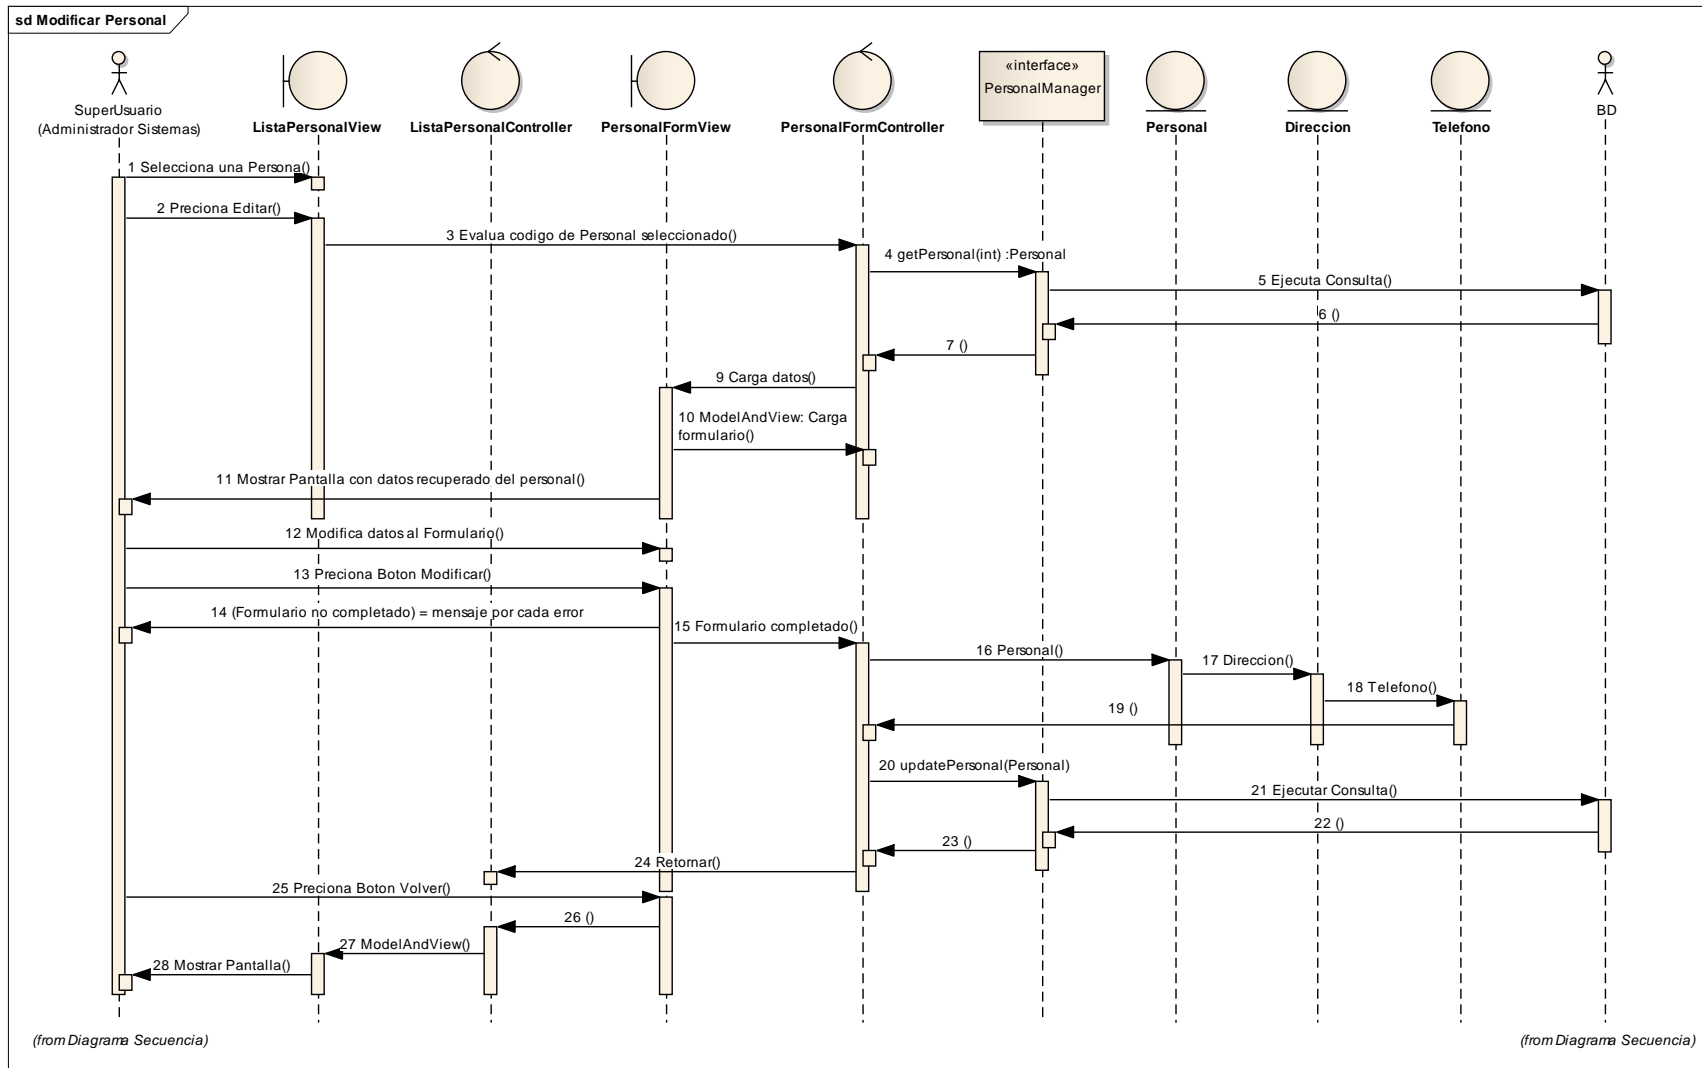 sd Modificar Personal
SuperUsuario
(Administrador Sistemas)
ListaPersonalView
ListaPersonalController
PersonalFormView
PersonalFormController
«interface»
PersonalManager
Personal
Direccion
Telefono
BD
1 Selecciona una Persona()
2 Preciona Editar()
3 Evalua codigo de Personal seleccionado()
4 getPersonal(int) :Personal
5 Ejecuta Consulta()
6 ()
7 ()
9 Carga datos()
10 ModelAndView: Carga
formulario()
11 Mostrar Pantalla con datos recuperado del personal()
12 Modifica datos al Formulario()
13 Preciona Boton Modificar()
14 (Formulario no completado) = mensaje por cada error
15 Formulario completado()
16 Personal()
17 Direccion()
18 Telefono()
19 ()
20 updatePersonal(Personal)
21 Ejecutar Consulta()
22 ()
23 ()
24 Retornar()
25 Preciona Boton Volver()
26 ()
27 ModelAndView()
28 Mostrar Pantalla()
(from Diagrama Secuencia)
(from Diagrama Secuencia)